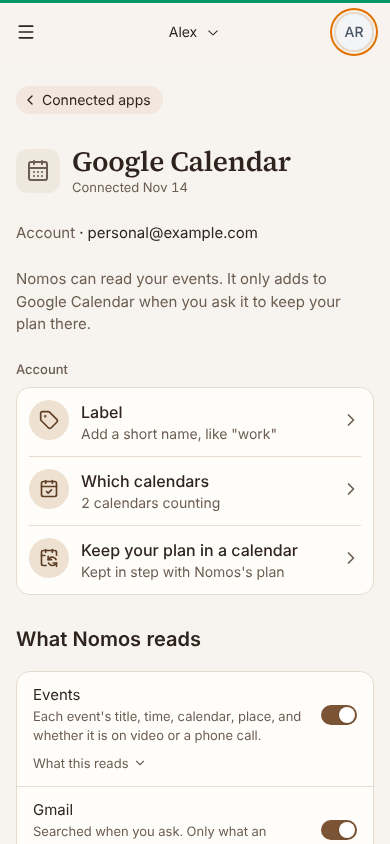 Alex
AR
Connected apps
Google Calendar
Connected Nov 14
Account · personal@example.com
Nomos can read your events. It only adds to
Google Calendar when you ask it to keep your
plan there.
Account
Label
Add a short name, like "work"
Which calendars
2 calendars counting
Keep your plan in a calendar
Kept in step with Nomos's plan
What Nomos reads
Events
Each event's title, time, calendar, place, and
whether it is on video or a phone call.
What this reads
Gmail
Searched when you ask. Only what an